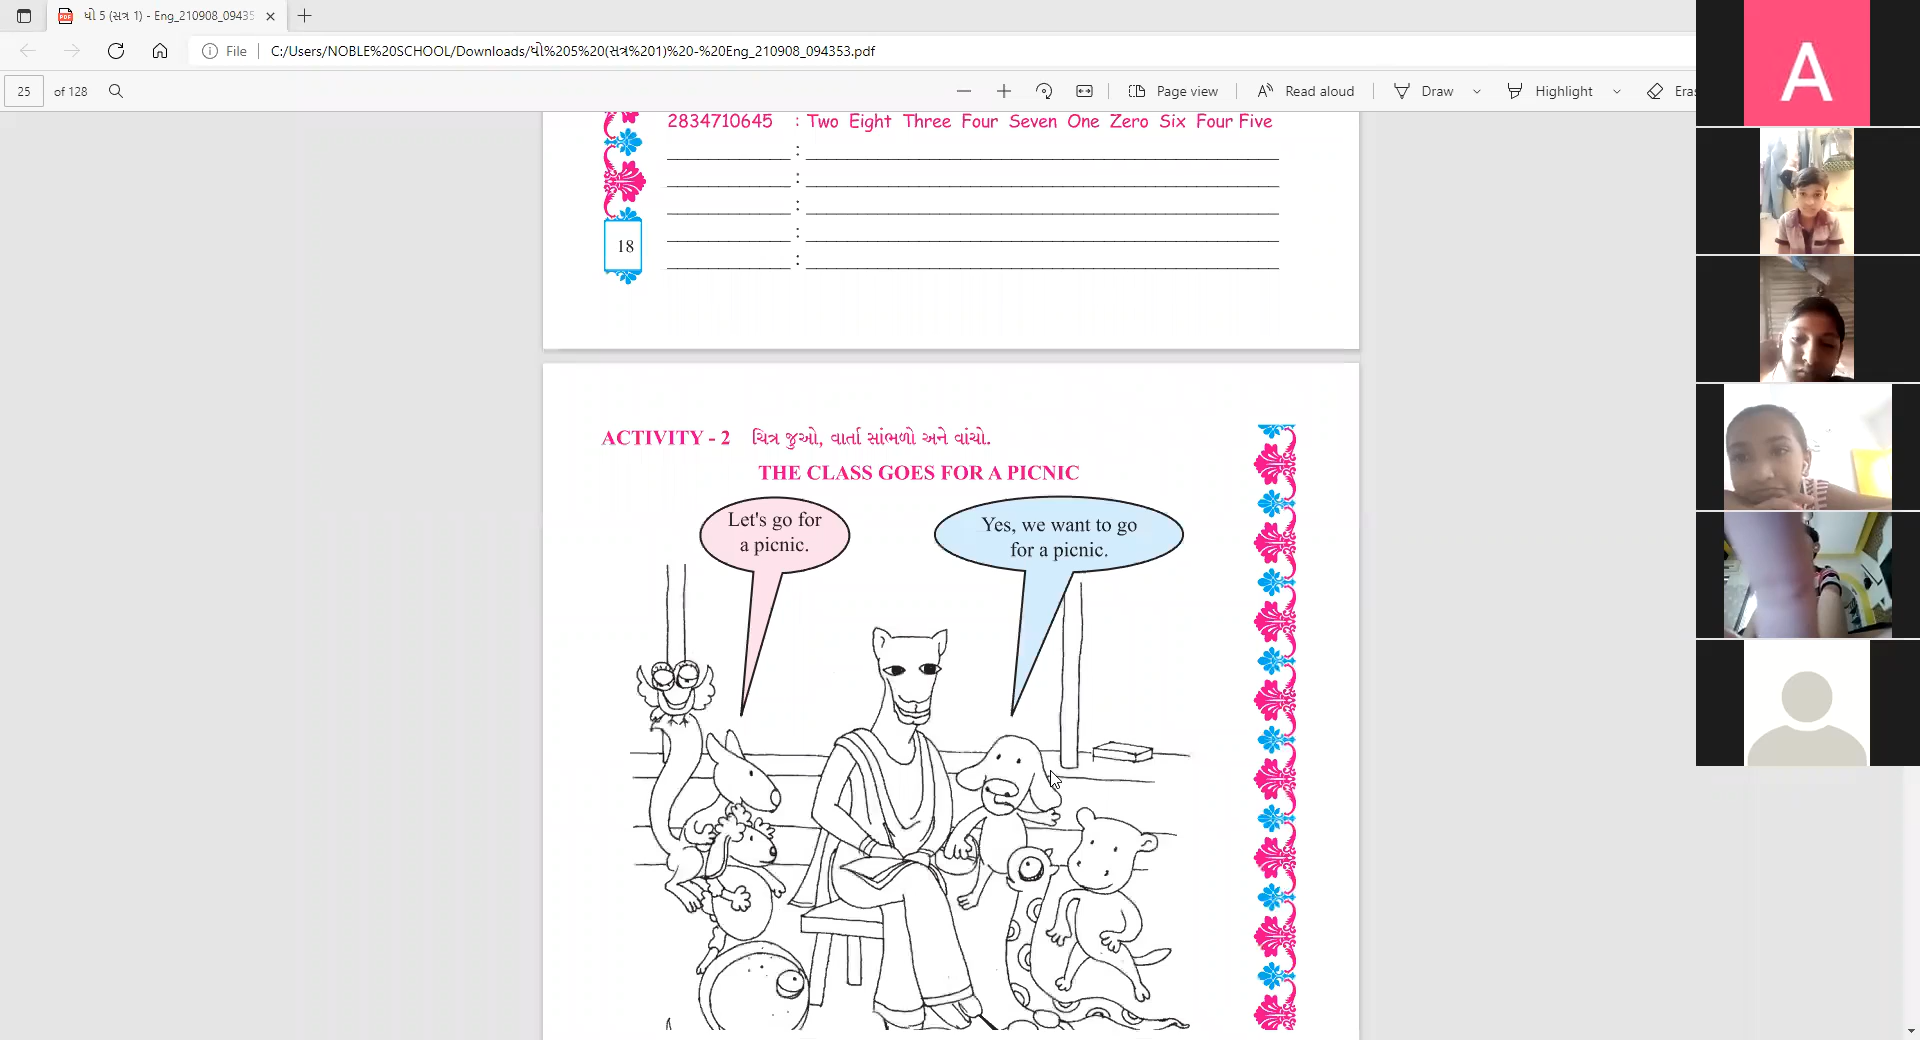 ધો 5 (સત્ર 1) - Eng_210908_09435
File
C:/Users/NOBLE%20SCHOOL/Downloads/ધો%205%20(સત્ર%201)%20-%20Eng_210908_094353.pdf
25 of 128
Page view
Read aloud
Draw
Highlight
Eras
2834710645 : Two Eight Three Four Seven One Zero Six Four Five
:
:
:
:
:
18
ACTIVITY - 2 ચિત્ર જુઓ, વાર્તા સાંભળો અને વાંચો.
THE CLASS GOES FOR A PICNIC
Let's go for
a picnic.
Yes, we want to go
for a picnic.
A